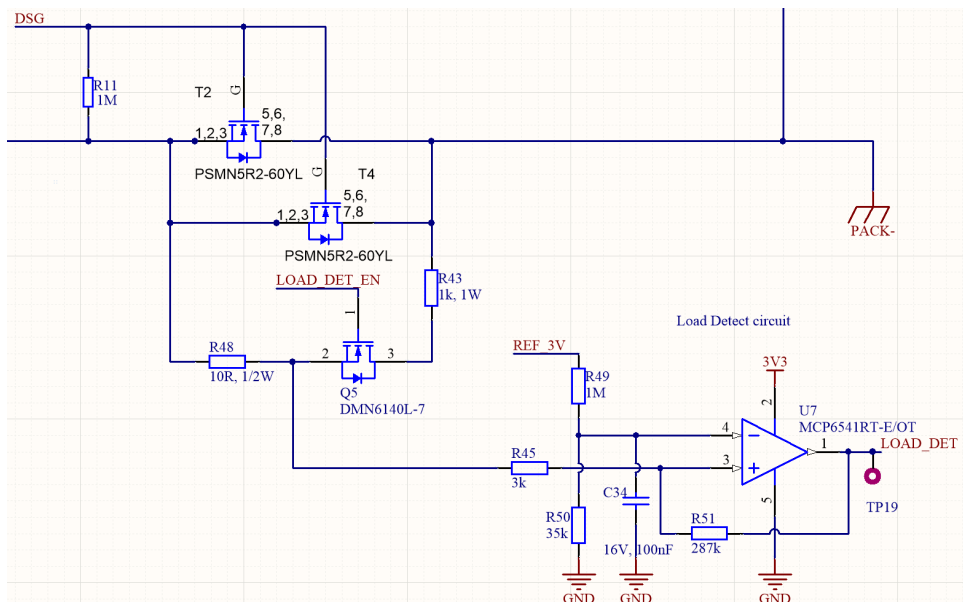 DSG
R11
1M
T2
G
5,6,
1,2,3
7,8
PSMN5R2-60YL
G
T4
5,6,
1,2,3
7,8
PSMN5R2-60YL
PACK-
LOAD_DET_EN
R43
1k, 1W
1
Load Detect circuit
R48
2
3
REF_3V
10R, 1/2W
3V3
Q5
DMN6140L-7
R49
1M
2
U7
MCP6541RT-E/OT
4
1
LOAD_DET
R45
3
3k
C34
5
TP19
R50
35k
R51
16V, 100nF
287k
GND
GND
GND